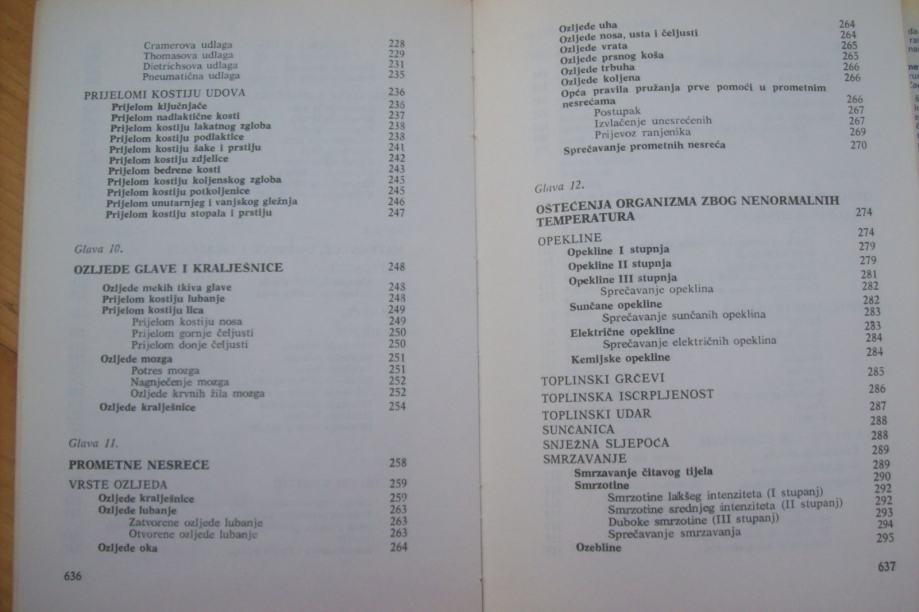 Cramerova udlaga 228
Thomasova udlaga 229
Dietrichsova udlaga 231
Pneumatična udlaga 235
PRIJELOMI KOSTIJU UDOVA 236
Prijelom ključnjače 236
Prijelom nadlaktične kosti 237
Prijelom kostiju lakatnog zgloba 238
Prijelom kostiju podlaktice 238
Prijelom kostiju šake i prstiju 241
Prijelom kostiju zdjelice 242
Prijelom bedrene kosti 243
Prijelom kostiju koljenskog zgloba 245
Prijelom kostiju potkoljenice 245
Prijelom unutarnjeg i vanjskog gležnja 246
Prijelom kostiju stopala i prstiju 247
Glava 10.
OZLJEDE GLAVE I KRALJEŠNICE 248
Ozljede mekih tkiva glave 248
Prijelom kostiju lubanje 248
Prijelom kostiju lica 249
Prijelom kostiju nosa 249
Prijelom gornje čeljusti 250
Prijelom donje čeljusti 250
Ozljede mozga 251
Potres mozga 251
Nagnječenje mozga 252
Ozljede krvnih žila mozga 252
Ozljede kralješnice 254
Glava 11.
PROMETNE NESREĆE 258
VRSTE OZLJEDA 259
Ozljede kralješnice 259
Ozljede lubanje 263
Zatvorene ozljede lubanje 263
Otvorene ozljede lubanje 263
Ozljede oka 264
636
Ozljede uha 264
Ozljede nosa, usta i čeljusti 264
Ozljede vrata 265
Ozljede prsnog koša 265
Ozljede trbuha 266
Ozljede koljena 266
Opća pravila pružanja prve pomoći u prometnim
nesrećama 266
Postupak 267
Izvlačenje unesrećenih 267
Prijevoz ranjenika 269
Sprečavanje prometnih nesreća 270
Glava 12.
OŠTEĆENJA ORGANIZMA ZBOG NENORMALNIH
TEMPERATURA 274
OPEKLINE 274
Opekline I stupnja 279
Opekline II stupnja 279
Opekline III stupnja 281
Sprečavanje opeklina 282
Sunčane opekline 282
Sprečavanje sunčanih opeklina 283
Električne opekline 283
Sprečavanje električnih opeklina 284
Kemijske opekline 284
TOPLINSKI GRČEVI 285
TOPLINSKA ISCRPLJENOST 286
TOPLINSKI UDAR 287
SUNČANICA 288
SNJEŽNA SLJEPOĆA 288
SMRZAVANJE 289
Smrzavanje čitavog tijela 289
Smrzotine 290
Smrzotine lakšeg intenziteta (I stupanj) 292
Smrzotine srednjeg intenziteta (II stupanj) 292
Duboke smrzotine (III stupanj) 293
Sprečavanje smrzavanja 294
Ozebline 295
637